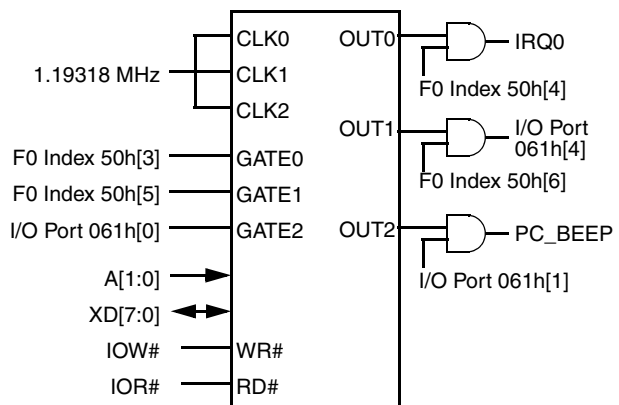 CLK0
OUT0
IRQ0
1.19318 MHz
CLK1
F0 Index 50h[4]
CLK2
OUT1
I/O Port
061h[4]
F0 Index 50h[3]
GATE0
F0 Index 50h[6]
F0 Index 50h[5]
GATE1
I/O Port 061h[0]
GATE2
OUT2
PC_BEEP
A[1:0]
I/O Port 061h[1]
XD[7:0]
IOW#
WR#
IOR#
RD#